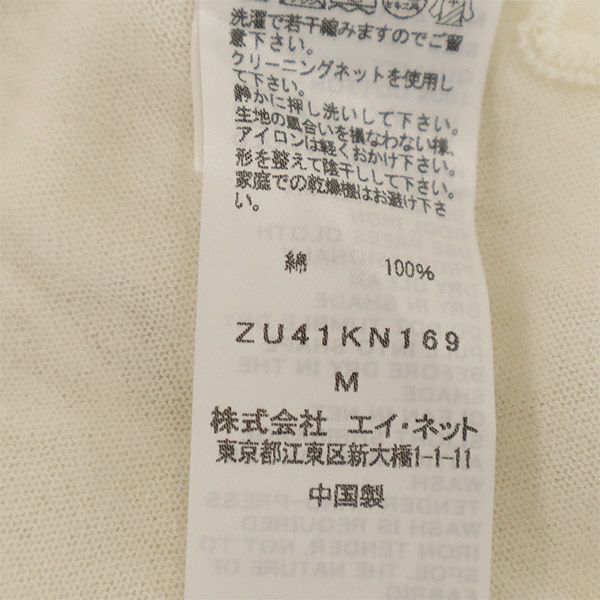 洗濯で若干縮みますのでご留
意下さい。
クリーニングネットを使用し
て下さい。
静かに押し洗いして下さい。
生地の風合いを損なわない様、
アイロンは軽くおかけ下さい。
形を整えて陰干しして下さい。
家庭での乾燥機はお避け下さ
い。
綿 100%
ZU41KN169
M
株式会社 エイ・ネット
東京都江東区新大橋1-1-11
中国製